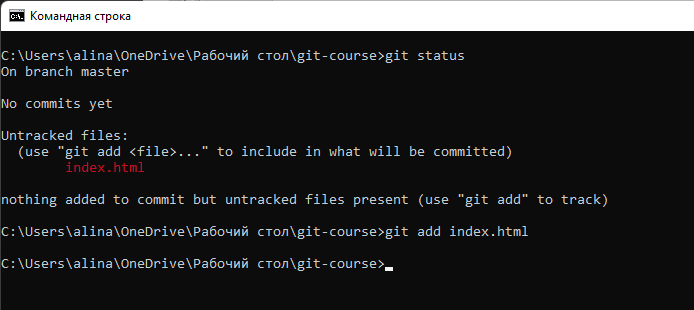 Командная строка
C:\Users\alina\OneDrive\Рабочий стол\git-course>git status
On branch master
No commits yet
Untracked files:
(use "git add <file>..." to include in what will be committed)
index.html
nothing added to commit but untracked files present (use "git add" to track)
C:\Users\alina\OneDrive\Рабочий стол\git-course>git add index.html
C:\Users\alina\OneDrive\Рабочий стол\git-course>